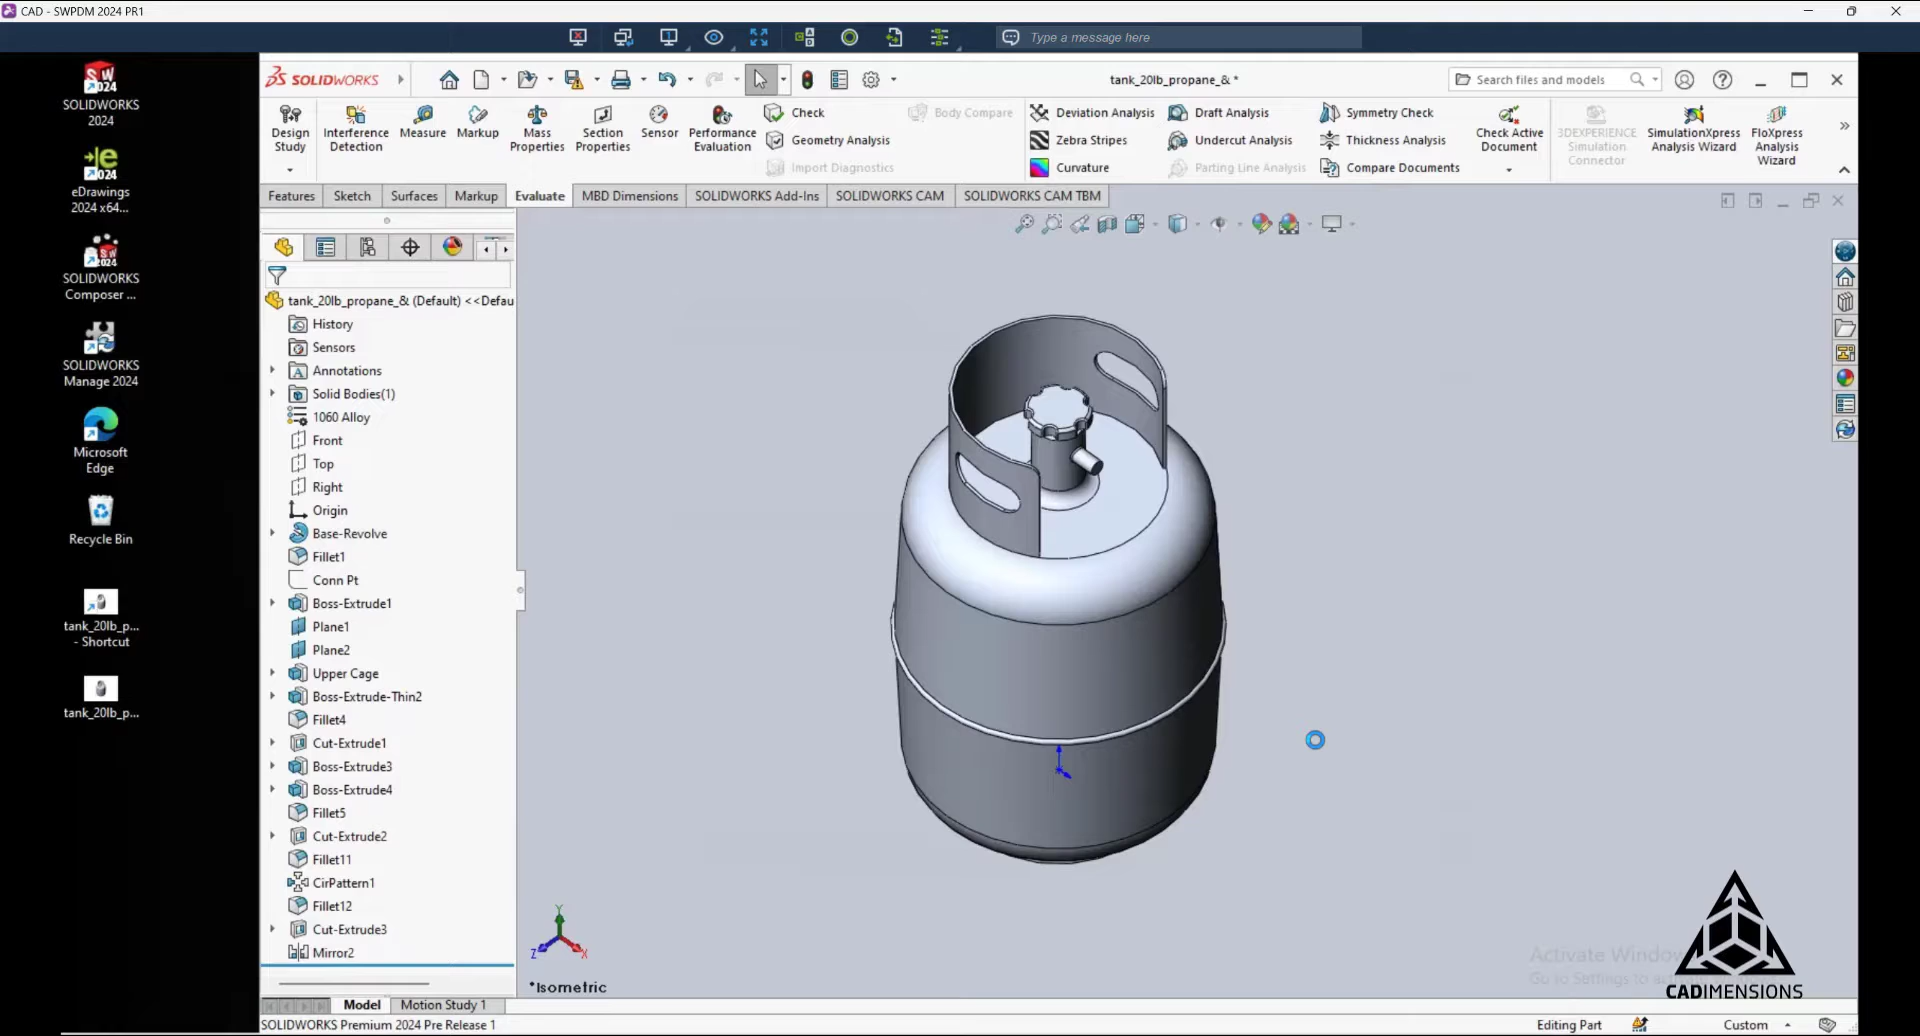 CAD - SWPDM 2024 PR1
Type a message here
SOLIDWORKS
2024
eDrawings
2024 x64...
SOLIDWORKS
Composer ...
SOLIDWORKS
Manage 2024
Microsoft
Edge
Recycle Bin
tank_20lb_p...
- Shortcut
tank_20lb_p...
SOLIDWORKS
tank_20lb_propane_& *
Search files and models
Design
Study
Interference
Detection
Measure
Markup
Mass
Properties
Section
Properties
Sensor
Performance
Evaluation
Check
Geometry Analysis
Import Diagnostics
Body Compare
Deviation Analysis
Zebra Stripes
Curvature
Draft Analysis
Undercut Analysis
Parting Line Analysis
Symmetry Check
Thickness Analysis
Compare Documents
Check Active
Document
3DEXPERIENCE
Simulation
Connector
SimulationXpress
Analysis Wizard
FloXpress
Analysis
Wizard
Features Sketch Surfaces Markup Evaluate MBD Dimensions SOLIDWORKS Add-Ins SOLIDWORKS CAM SOLIDWORKS CAM TBM
tank_20lb_propane_& (Default) <<Defau
History
Sensors
Annotations
Solid Bodies(1)
1060 Alloy
Front
Top
Right
Origin
Base-Revolve
Fillet1
Conn Pt
Boss-Extrude1
Plane1
Plane2
Upper Cage
Boss-Extrude-Thin2
Fillet4
Cut-Extrude1
Boss-Extrude3
Boss-Extrude4
Fillet5
Cut-Extrude2
Fillet11
CirPattern1
Fillet12
Cut-Extrude3
Mirror2
Y
Z
X
*Isometric
Activate Window
Go to Settings to
CADIMENSIONS
Model Motion Study 1
SOLIDWORKS Premium 2024 Pre Release 1
Editing Part
Custom